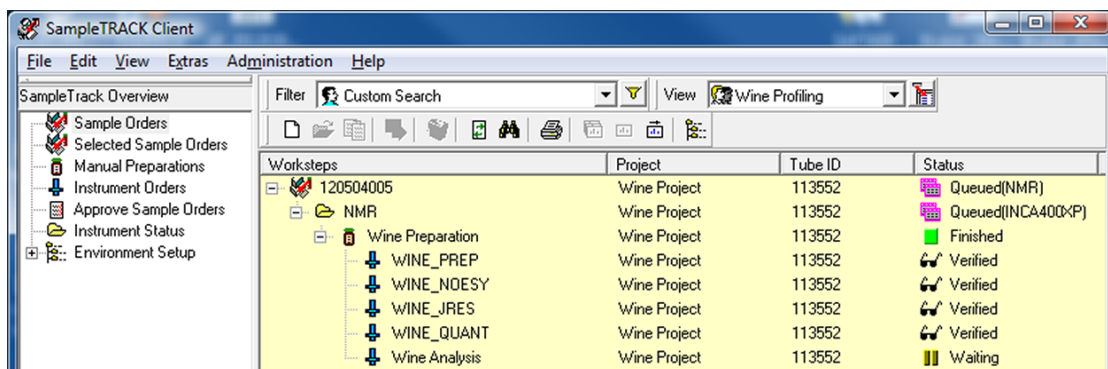 SampleTRACK Client
File Edit View Extras Administration Help
SampleTrack Overview
Sample Orders
Selected Sample Orders
Manual Preparations
Instrument Orders
Approve Sample Orders
Instrument Status
Environment Setup
Filter Custom Search View Wine Profiling
Worksteps Project Tube ID Status
120504005 Wine Project 113552 Queued(NMR)
NMR Wine Project 113552 Queued(INCA400XP)
Wine Preparation Wine Project 113552 Finished
WINE_PREP Wine Project 113552 Verified
WINE_NOESY Wine Project 113552 Verified
WINE_JRES Wine Project 113552 Verified
WINE_QUANT Wine Project 113552 Verified
Wine Analysis Wine Project 113552 Waiting